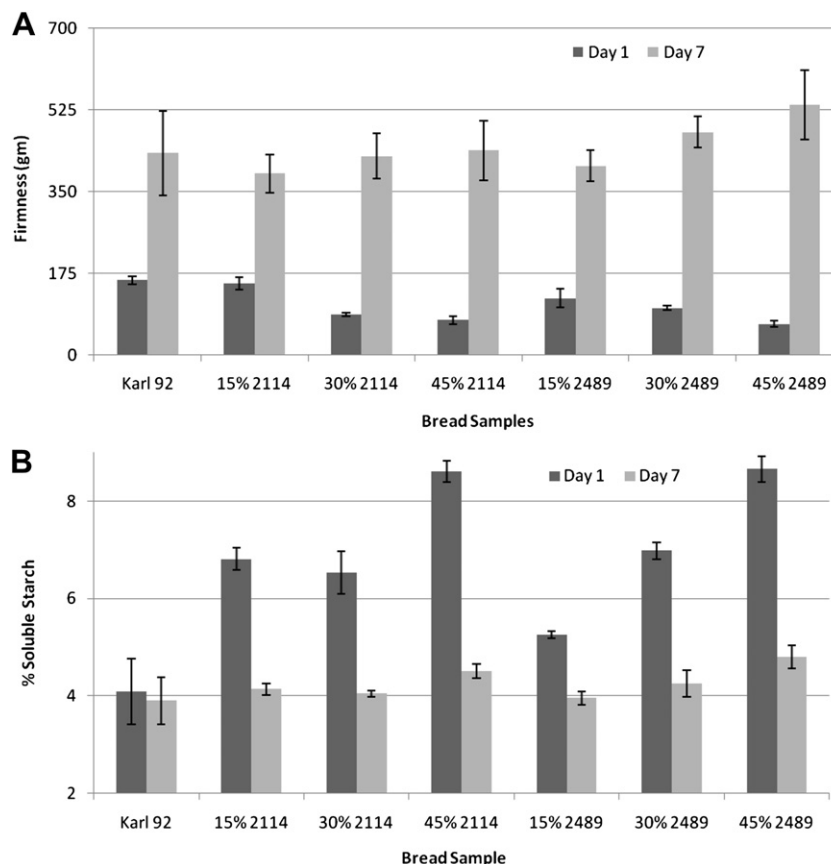 A
700
Day 1 Day 7
525
350
175
0
Firmness (gm)
Karl 92 15% 2114 30% 2114 45% 2114 15% 2489 30% 2489 45% 2489
Bread Samples
B
Day 1 Day 7
8
6
4
2
% Soluble Starch
Karl 92 15% 2114 30% 2114 45% 2114 15% 2489 30% 2489 45% 2489
Bread Sample